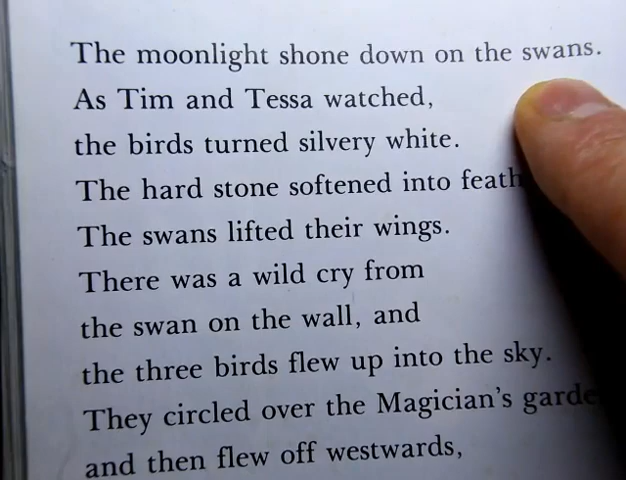 The moonlight shone down on the swans.
As Tim and Tessa watched,
the birds turned silvery white.
The hard stone softened into
The swans lifted their wings.
There was a wild cry from
the swan on the wall, and
the three birds flew up into the sky.
They circled over the Magician's
and then flew off westwards,